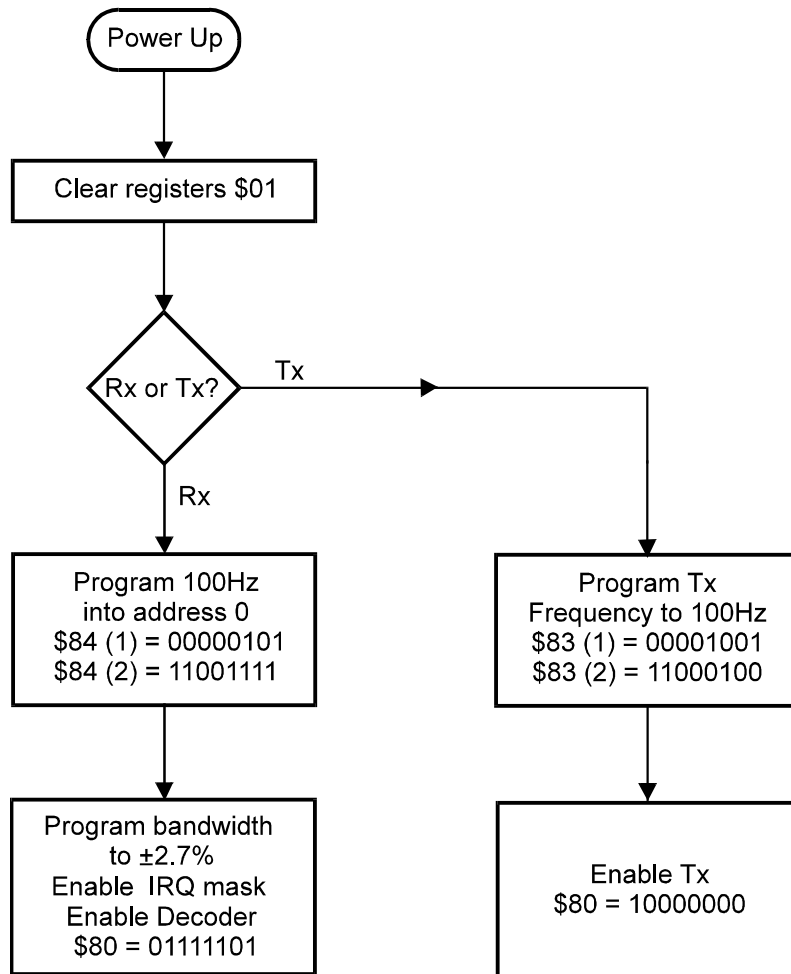 Power Up
Clear registers $01
Rx or Tx?
Tx
Rx
Program 100Hz
into address 0
$84 (1) = 00000101
$84 (2) = 11001111
Program Tx
Frequency to 100Hz
$83 (1) = 00001001
$83 (2) = 11000100
Program bandwidth
to ±2.7%
Enable IRQ mask
Enable Decoder
$80 = 01111101
Enable Tx
$80 = 10000000